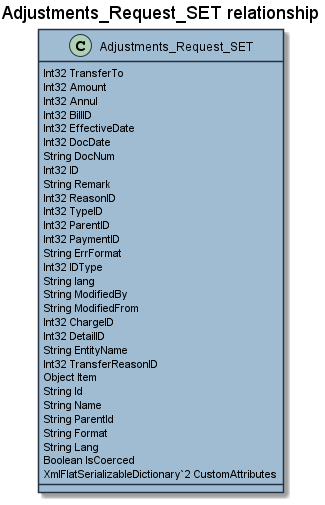 Adjustments_Request_SET relationship
C Adjustments_Request_SET
Int32 TransferTo
Int32 Amount
Int32 Annul
Int32 BillID
Int32 EffectiveDate
Int32 DocDate
String DocNum
Int32 ID
String Remark
Int32 ReasonID
Int32 TypeID
Int32 ParentID
Int32 PaymentID
String ErrFormat
Int32 IDType
String lang
String ModifiedBy
String ModifiedFrom
Int32 ChargeID
Int32 DetailID
String EntityName
Int32 TransferReasonID
Object Item
String Id
String Name
String ParentId
String Format
String Lang
Boolean IsCoerced
XmlFlatSerializableDictionary`2 CustomAttributes